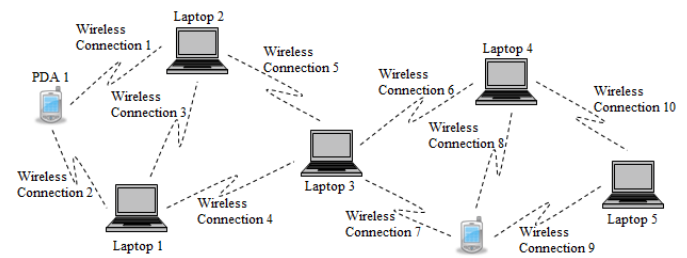 Laptop 2
Wireless
Connection 1
PDA 1
Wireless
Connection 3
Wireless
Connection 5
Laptop 4
Wireless
Connection 6
Wireless
Connection 8
Wireless
Connection 10
Wireless
Connection 2
Laptop 3
Wireless
Connection 4
Laptop 1
Wireless
Connection 7
Wireless
Connection 9
Laptop 5